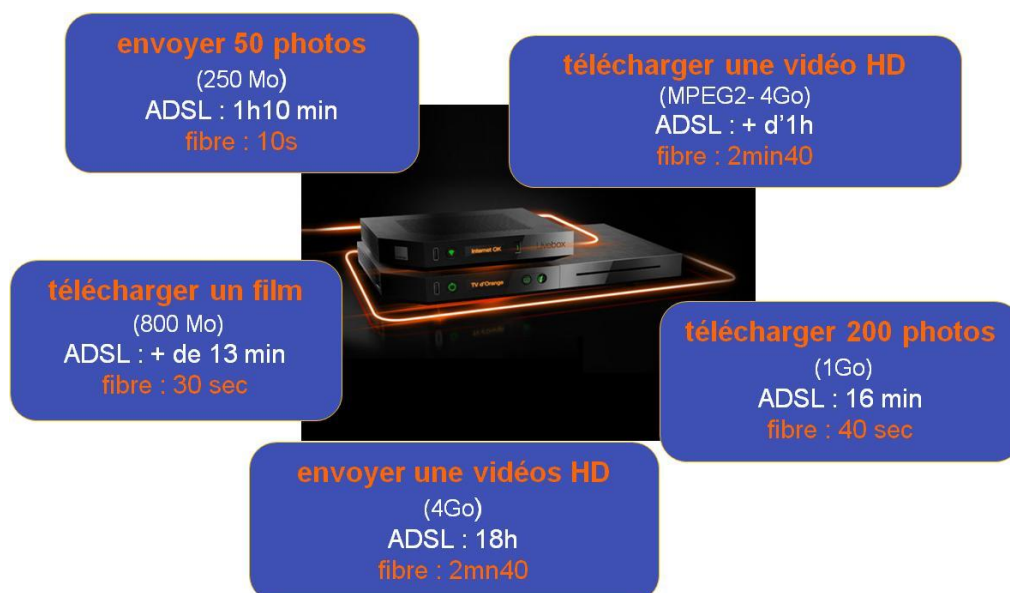 envoyer 50 photos
(250 Mo)
ADSL : 1h10 min
fibre : 10s
télécharger une vidéo HD
(MPEG2- 4Go)
ADSL : + d'1h
fibre : 2min40
Internet OK
livebox
TV d'Orange
télécharger un film
(800 Mo)
ADSL : + de 13 min
fibre : 30 sec
télécharger 200 photos
(1Go)
ADSL : 16 min
fibre : 40 sec
envoyer une vidéos HD
(4Go)
ADSL : 18h
fibre : 2mn40